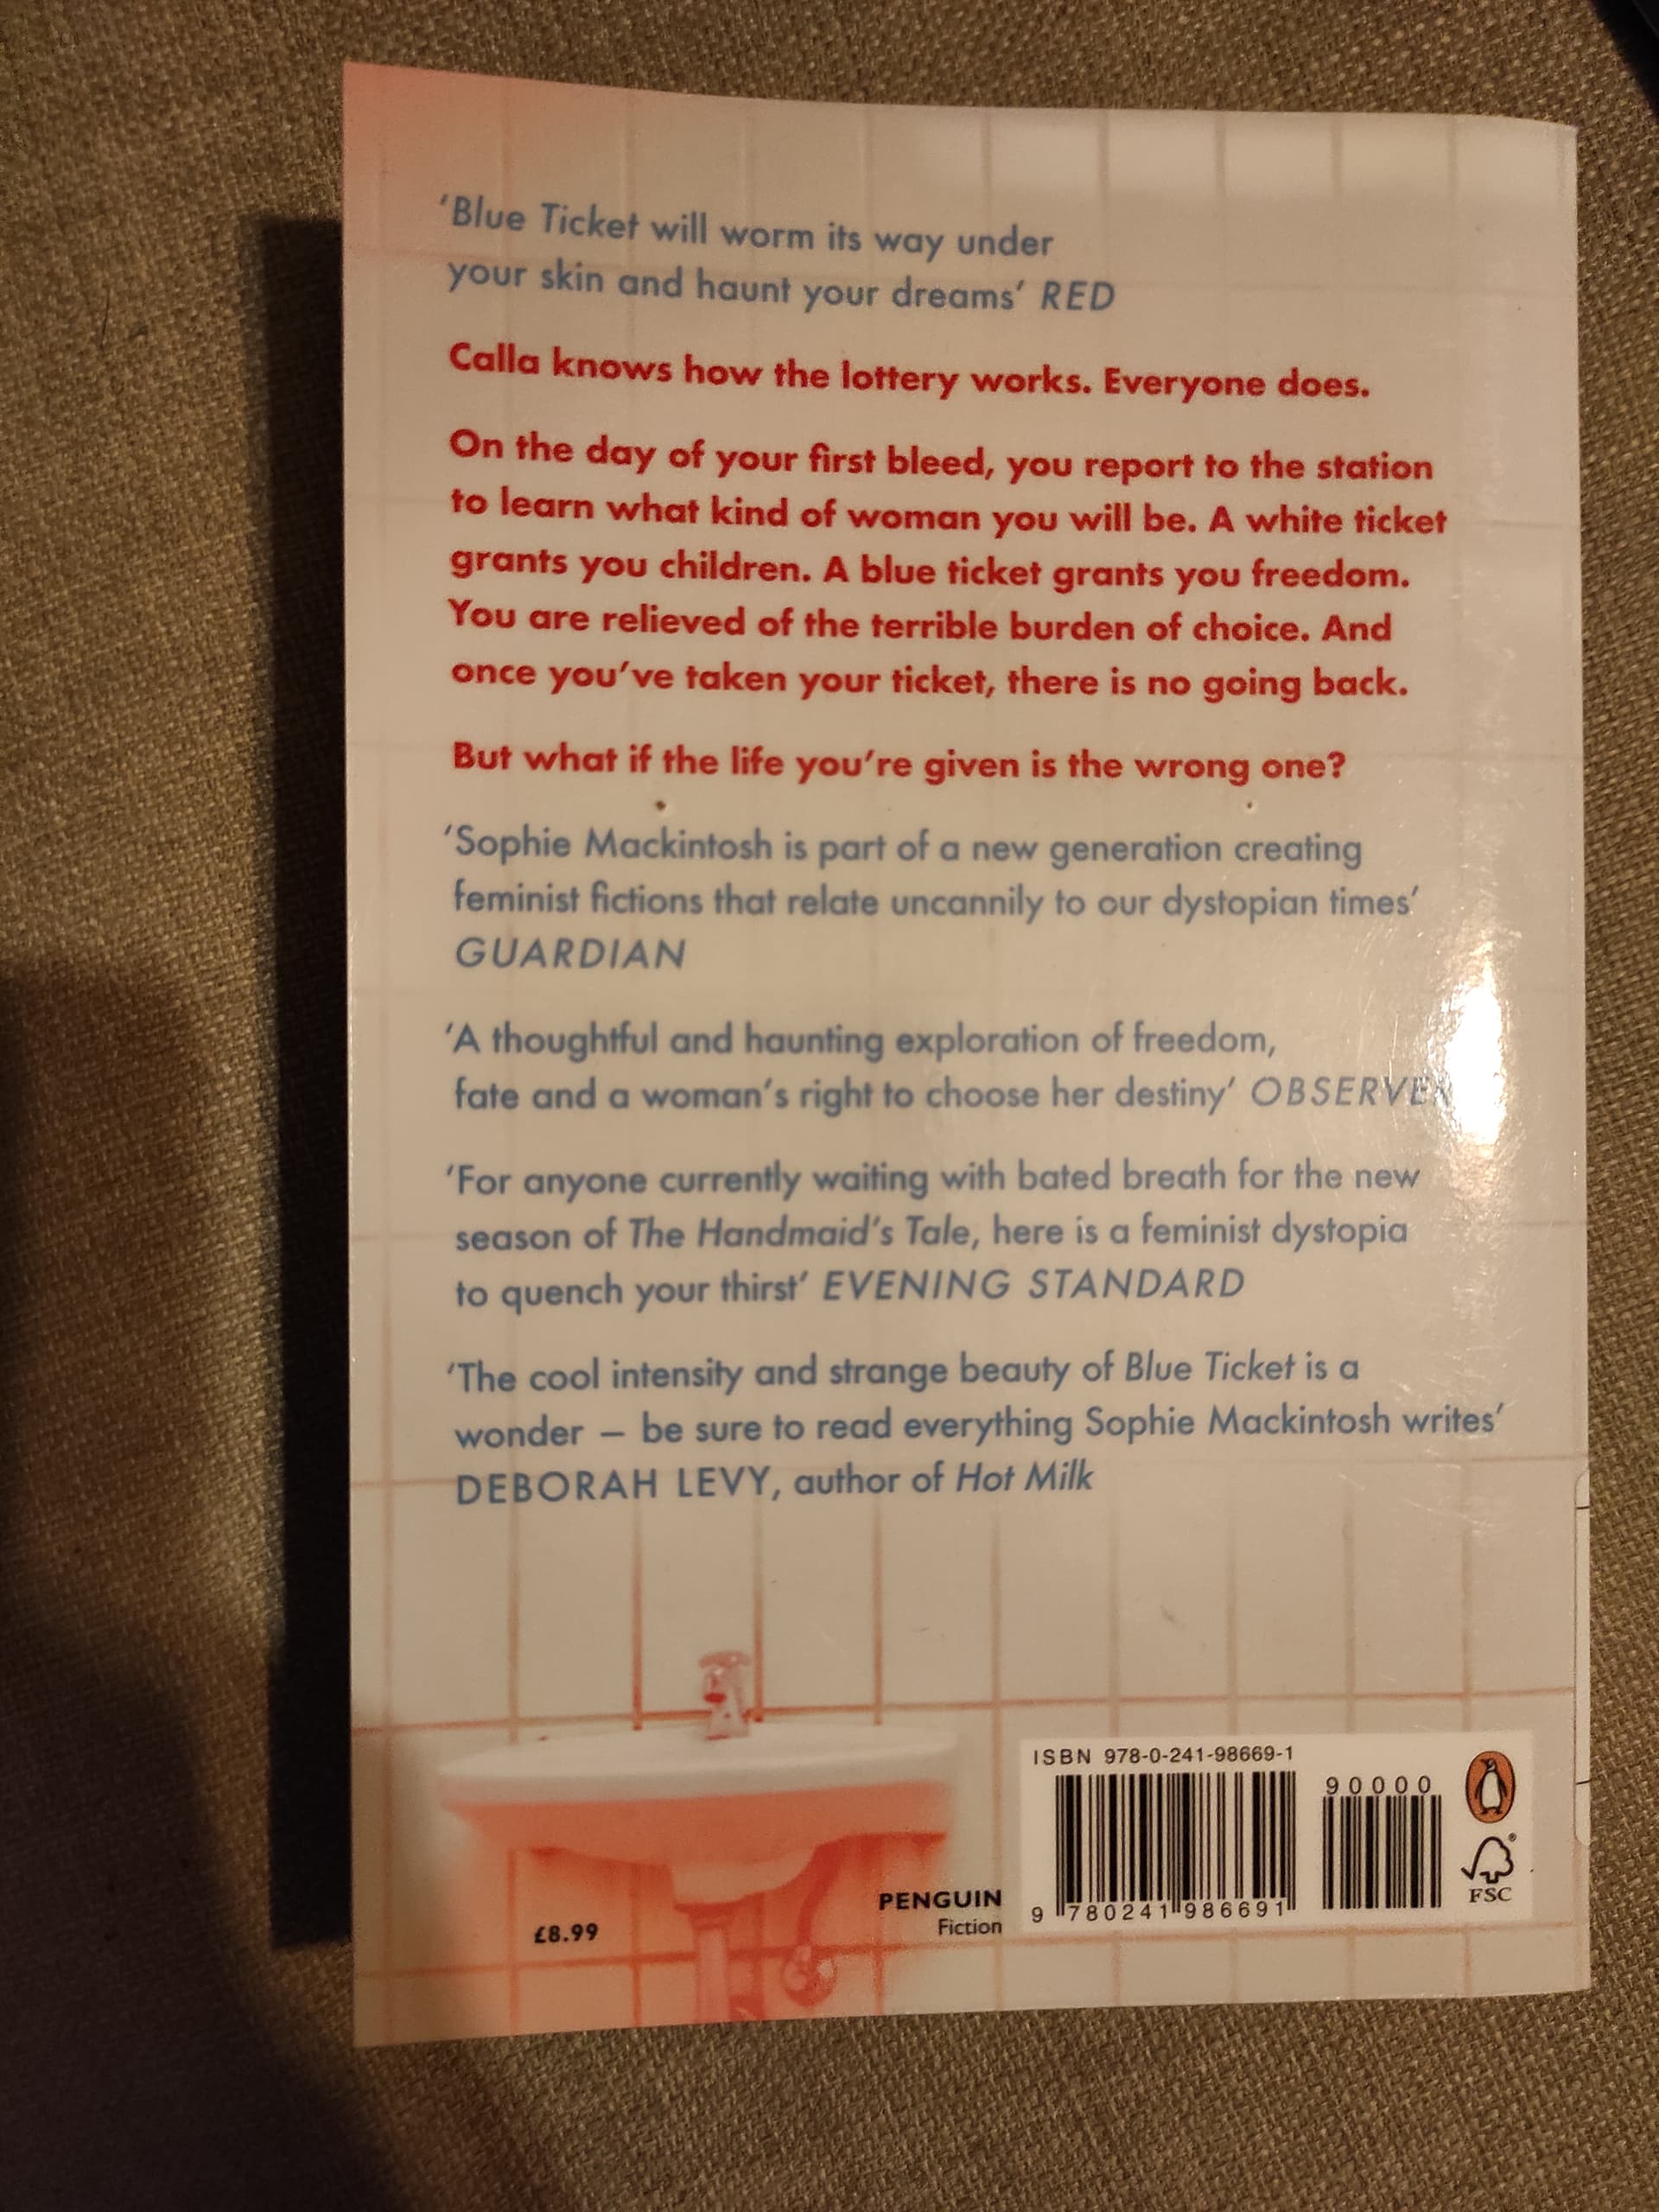 ‘Blue Ticket will worm its way under
your skin and haunt your dreams’ RED
Calla knows how the lottery works. Everyone does.
On the day of your first bleed, you report to the station
to learn what kind of woman you will be. A white ticket
grants you children. A blue ticket grants you freedom.
You are relieved of the terrible burden of choice. And
once you’ve taken your ticket, there is no going back.
But what if the life you’re given is the wrong one?
‘Sophie Mackintosh is part of a new generation creating
feminist fictions that relate uncannily to our dystopian times’
GUARDIAN
‘A thoughtful and haunting exploration of freedom,
fate and a woman’s right to choose her destiny’ OBSERVER
‘For anyone currently waiting with bated breath for the new
season of The Handmaid’s Tale, here is a feminist dystopia
to quench your thirst’ EVENING STANDARD
‘The cool intensity and strange beauty of Blue Ticket is a
wonder – be sure to read everything Sophie Mackintosh writes’
DEBORAH LEVY, author of Hot Milk
£8.99
PENGUIN
Fiction
ISBN 978-0-241-98669-1
90000
9 780241 986691
FSC